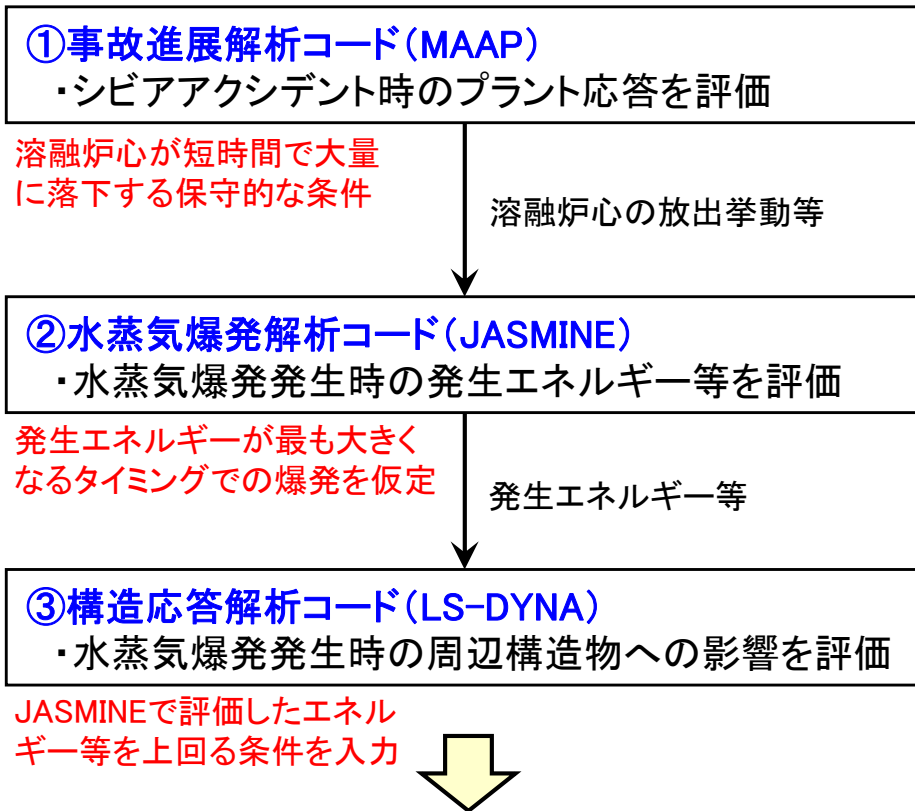 ①事故進展解析コード（MAAP）
・シビアアクシデント時のプラント応答を評価
溶融炉心が短時間で大量
に落下する保守的な条件
溶融炉心の放出挙動等
②水蒸気爆発解析コード（JASMINE）
・水蒸気爆発発生時の発生エネルギー等を評価
発生エネルギーが最も大きく
なるタイミングでの爆発を仮定
発生エネルギー等
③構造応答解析コード（LS-DYNA）
・水蒸気爆発発生時の周辺構造物への影響を評価
JASMINEで評価したエネル
ギー等を上回る条件を入力